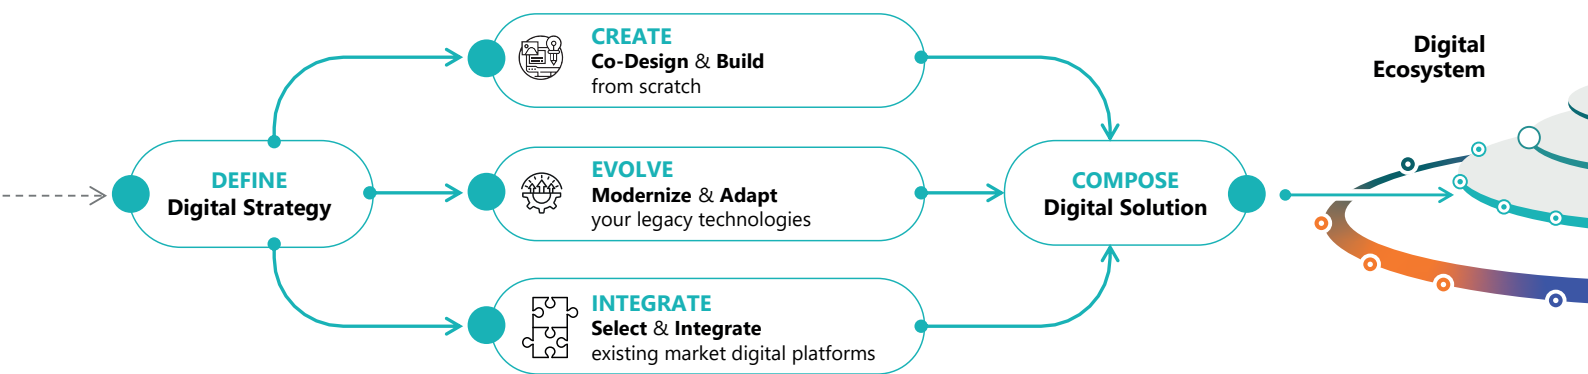 DEFINE
Digital Strategy
CREATE
Co-Design & Build
from scratch
EVOLVE
Modernize & Adapt
your legacy technologies
INTEGRATE
Select & Integrate
existing market digital platforms
COMPOSE
Digital Solution
Digital
Ecosystem